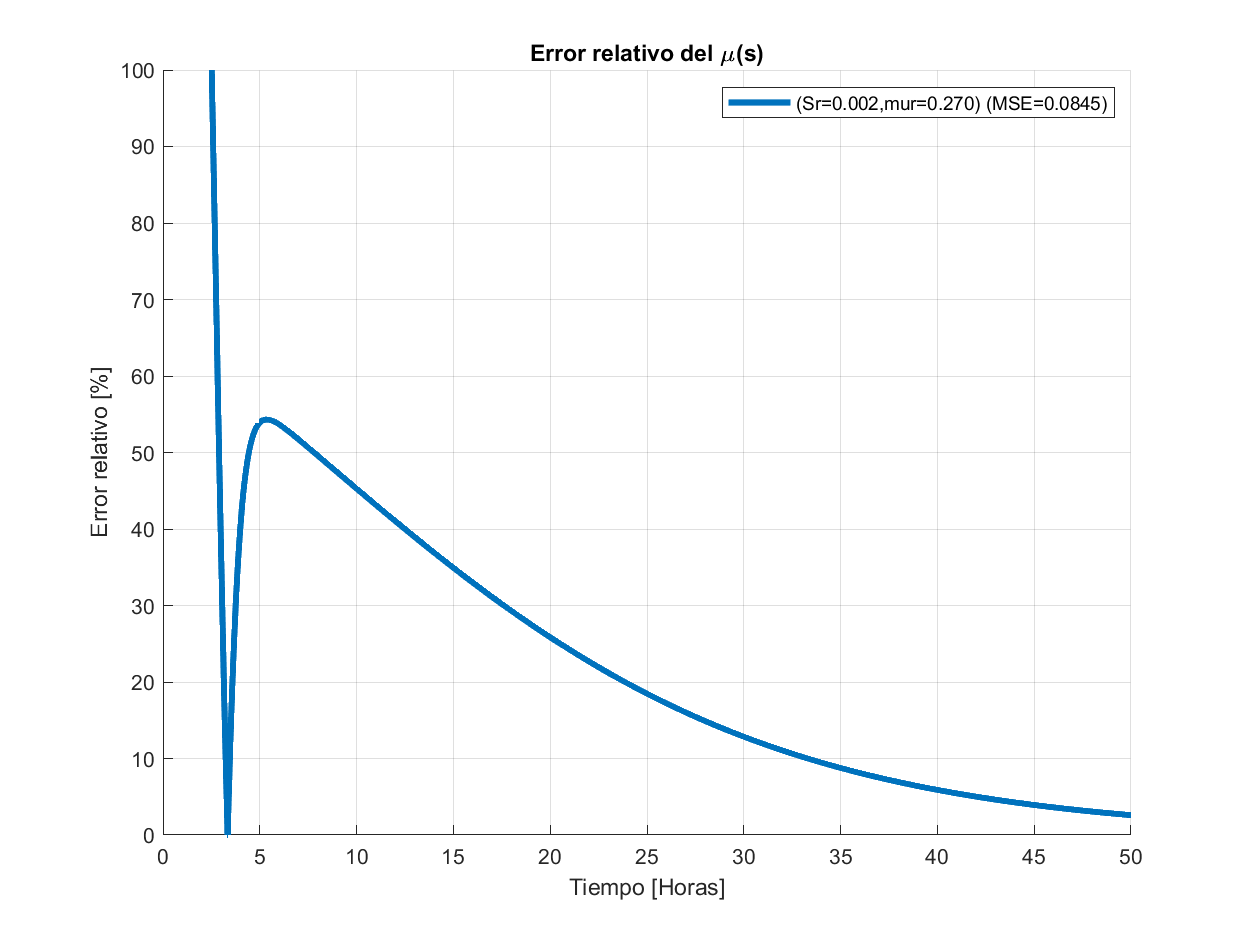 Error relativo del μ(s)
(Sr=0.002,mur=0.270) (MSE=0.0845)
Error relativo [%]
100
90
80
70
60
50
40
30
20
10
0
0 5 10 15 20 25 30 35 40 45 50
Tiempo [Horas]